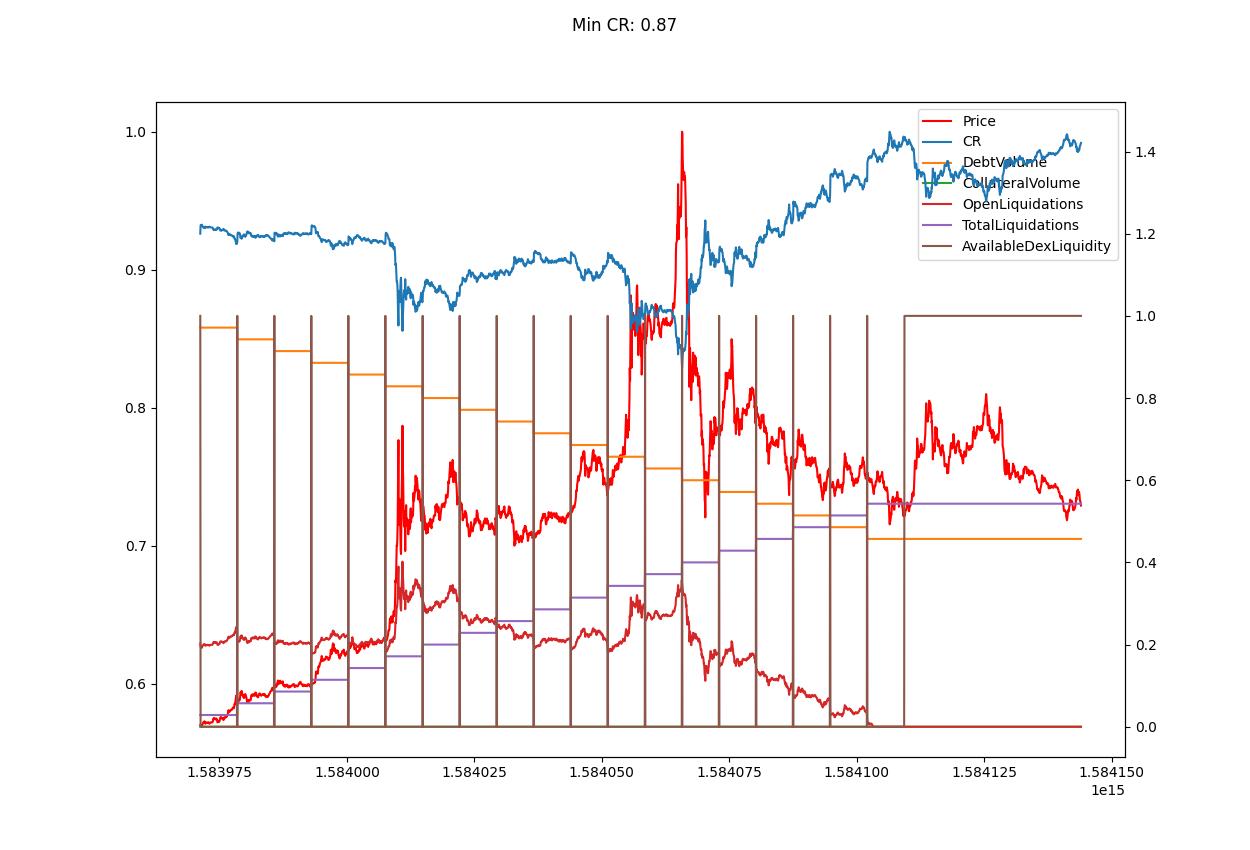 Min CR: 0.87
1.0
0.9
0.8
0.7
0.6
Price
CR
DebtVolume
CollateralVolume
OpenLiquidations
TotalLiquidations
AvailableDexLiquidity
1.4
1.2
1.0
0.8
0.6
0.4
0.2
0.0
1.583975 1.584000 1.584025 1.584050 1.584075 1.584100 1.584125 1.584150
1e15